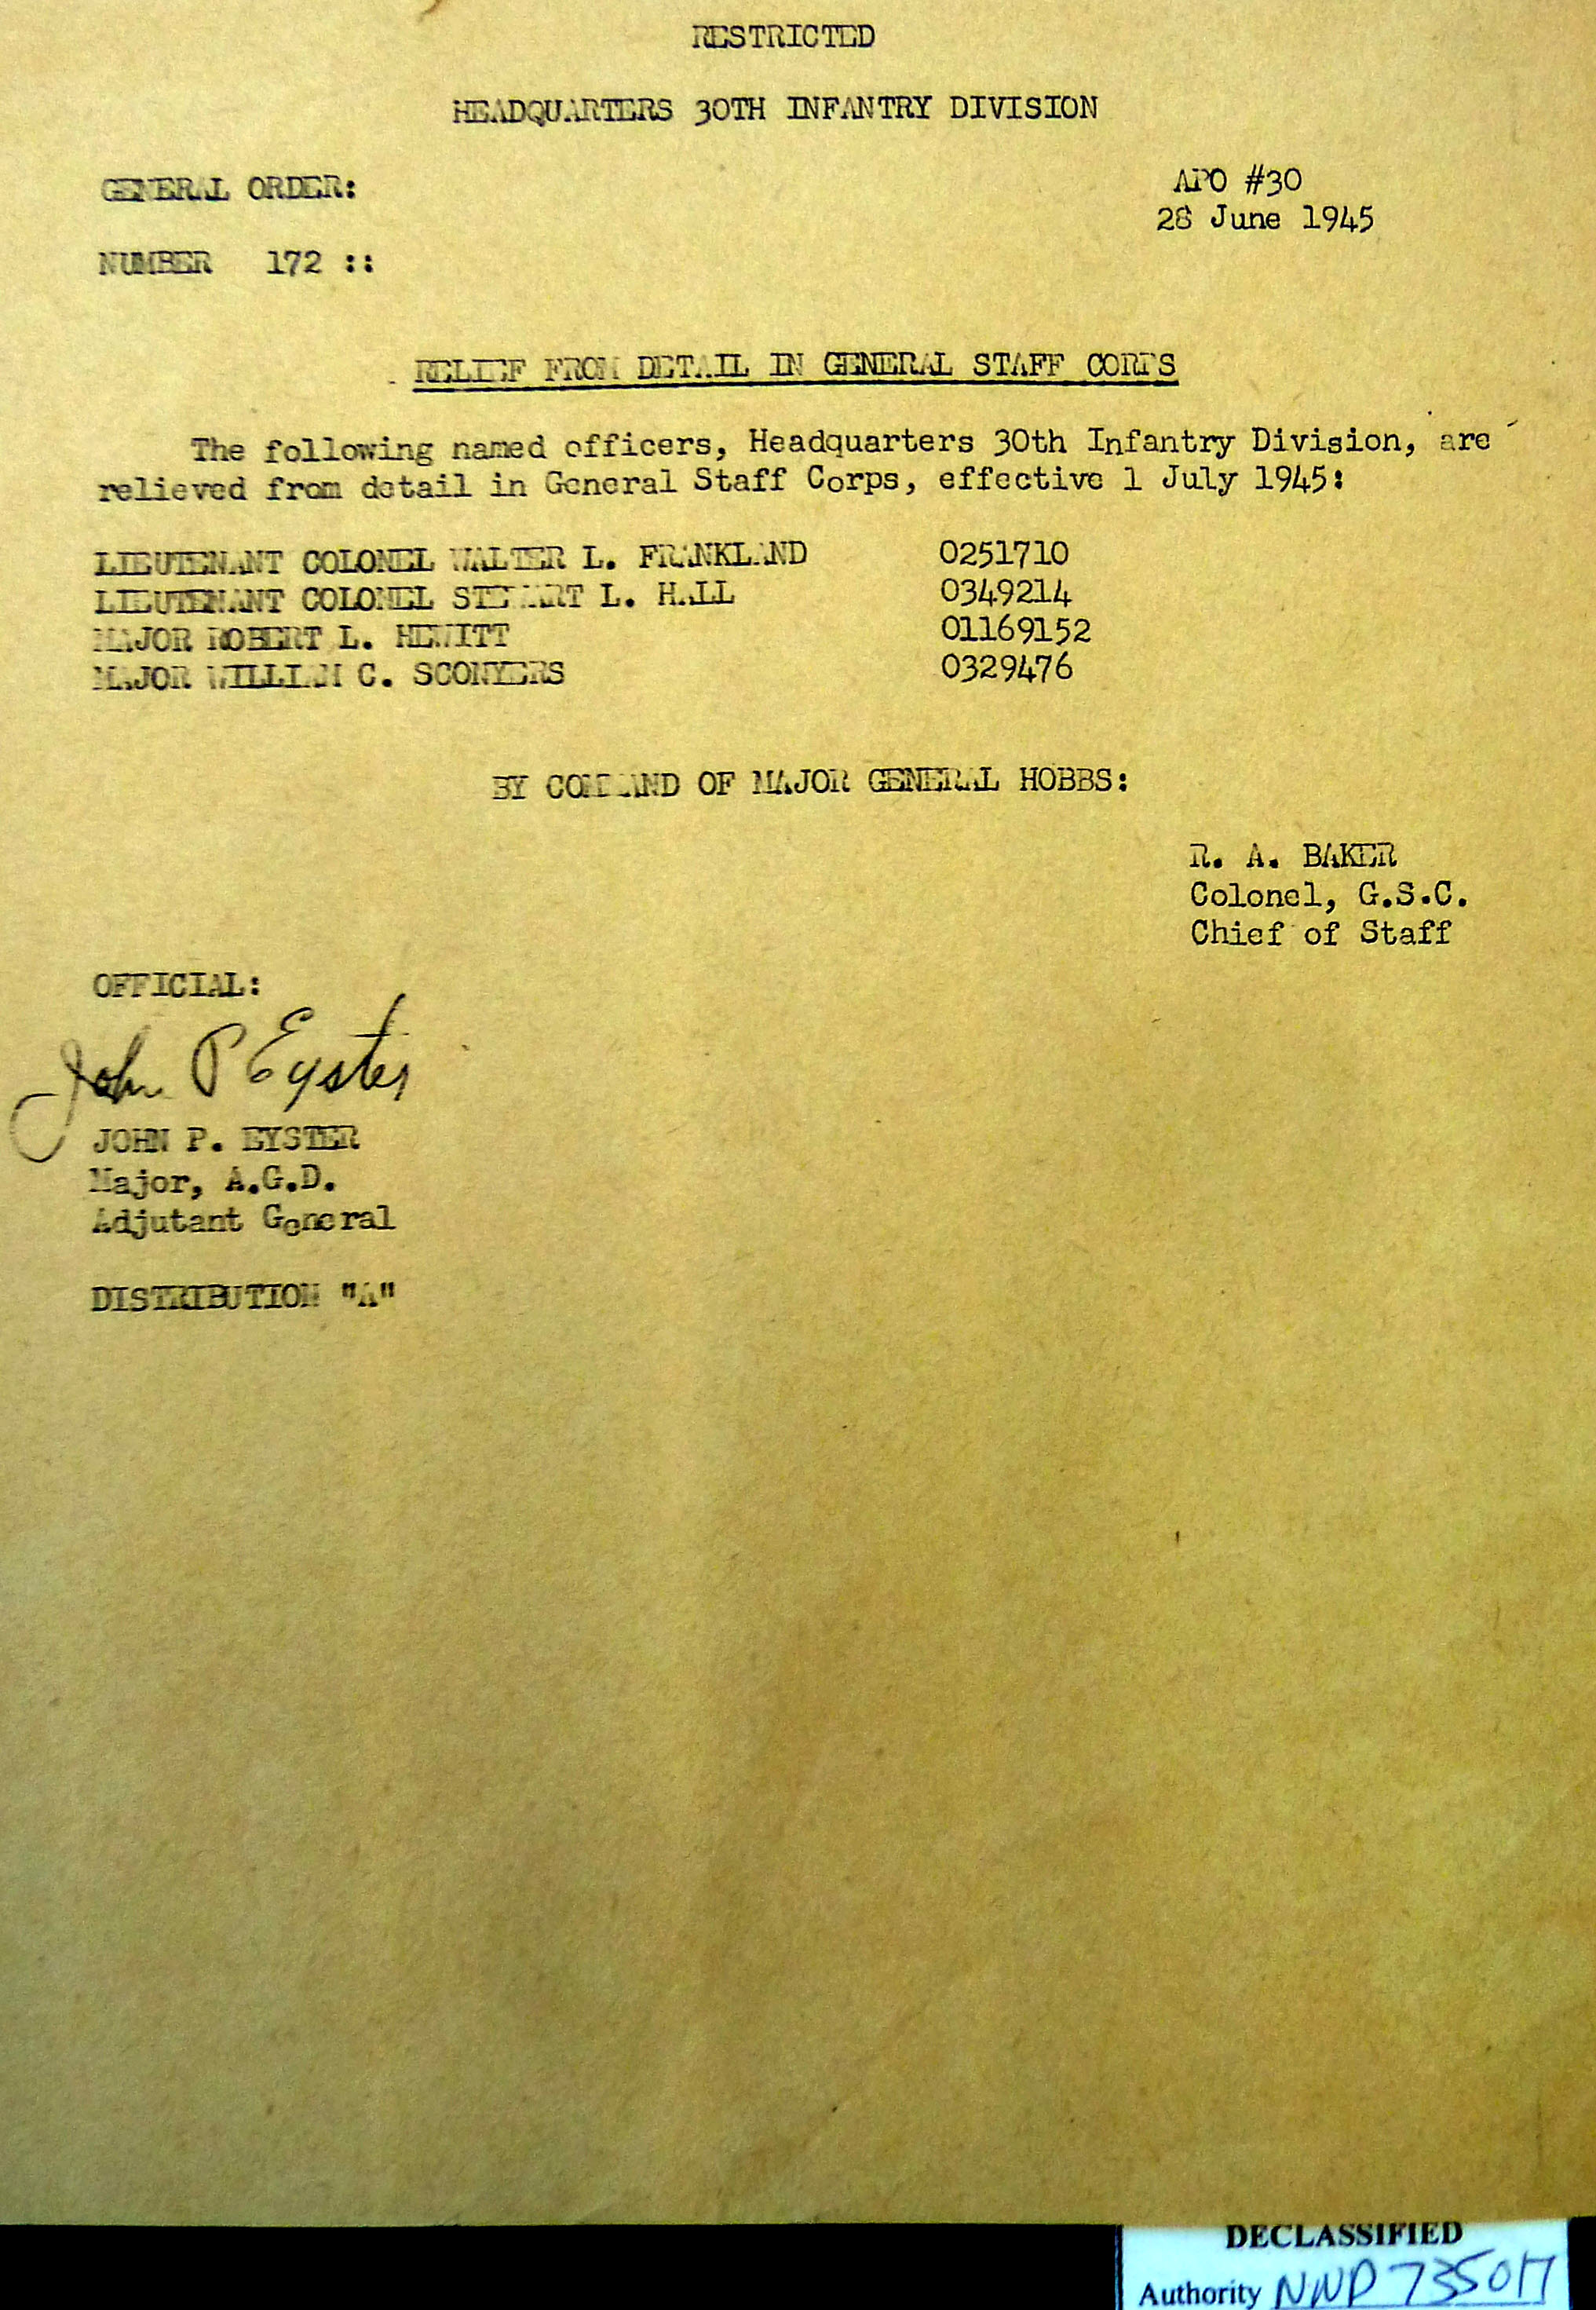 RESTRICTED
HEADQUARTERS 30TH INFANTRY DIVISION
GENERAL ORDER:
APO #30
28 June 1945
NUMBER 172 ::
RELIEF FROM DETAIL IN GENERAL STAFF CORPS
The following named officers, Headquarters 30th Infantry Division, are
relieved from detail in General Staff Corps, effective 1 July 1945:
LIEUTENANT COLONEL WALTER L. FRANKLAND 0251710
LIEUTENANT COLONEL STEWART L. HALL 0349214
MAJOR ROBERT L. HEWITT 01169152
MAJOR WILLIAM C. SCONYERS 0329476
BY COMMAND OF MAJOR GENERAL HOBBS:
R. A. BAKER
Colonel, G.S.C.
Chief of Staff
OFFICIAL:
John P Eyster
JOHN P. EYSTER
Major, A.G.D.
Adjutant General
DISTRIBUTION "A"
DECLASSIFIED
Authority NND 735017